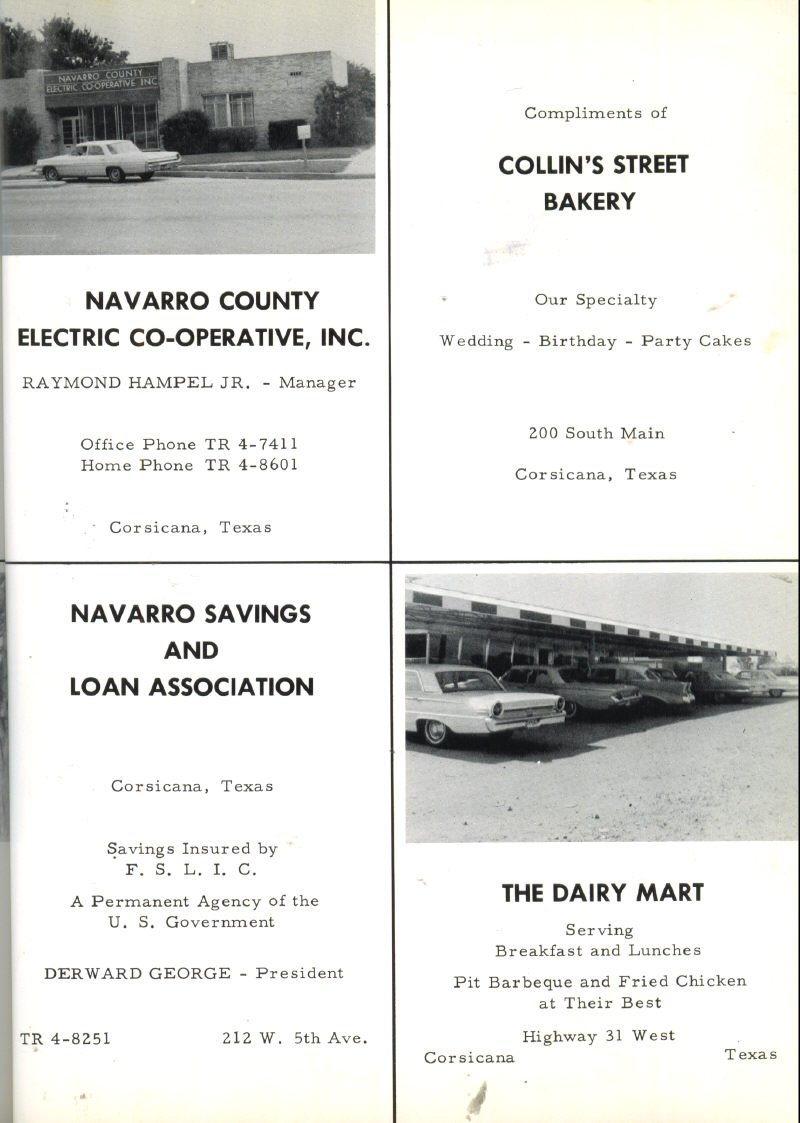 NAVARRO COUNTY
ELECTRIC CO-OPERATIVE INC
NAVARRO COUNTY
ELECTRIC CO-OPERATIVE, INC.
RAYMOND HAMPEL JR. - Manager
Office Phone TR 4-7411
Home Phone TR 4-8601
Corsicana, Texas
Compliments of
COLLIN'S STREET
BAKERY
Our Specialty
Wedding - Birthday - Party Cakes
200 South Main
Corsicana, Texas
NAVARRO SAVINGS
AND
LOAN ASSOCIATION
Corsicana, Texas
Savings Insured by
F. S. L. I. C.
A Permanent Agency of the
U. S. Government
DERWARD GEORGE - President
TR 4-8251 212 W. 5th Ave.
THE DAIRY MART
Serving
Breakfast and Lunches
Pit Barbeque and Fried Chicken
at Their Best
Highway 31 West
Corsicana Texas